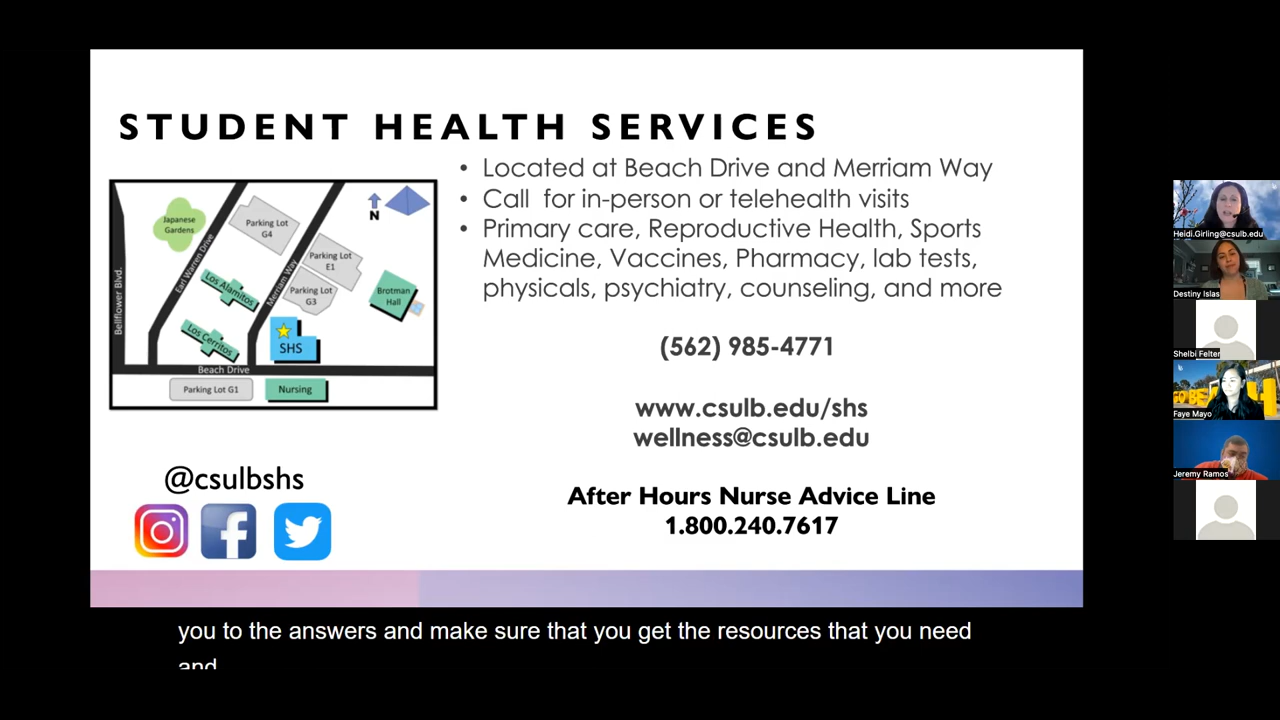 STUDENT HEALTH SERVICES
• Located at Beach Drive and Merriam Way
• Call for in-person or telehealth visits
• Primary care, Reproductive Health, Sports
Medicine, Vaccines, Pharmacy, lab tests,
physicals, psychiatry, counseling, and more
(562) 985-4771
www.csulb.edu/shs
wellness@csulb.edu
After Hours Nurse Advice Line
1.800.240.7617
Japanese
Gardens
Parking Lot
G4
N
Bellflower Blvd.
Earl Warren Drive
Merriam Way
Parking Lot
E1
Parking Lot
G3
Los Alamitos
Los Cerritos
Brotman
Hall
SHS
Beach Drive
Parking Lot G1
Nursing
@csulbshs
you to the answers and make sure that you get the resources that you need
and
Heidi.Girling@csulb.edu
Destiny Islas
Shelbi Felter
GO BEACH
Faye Mayo
Jeremy Ramos